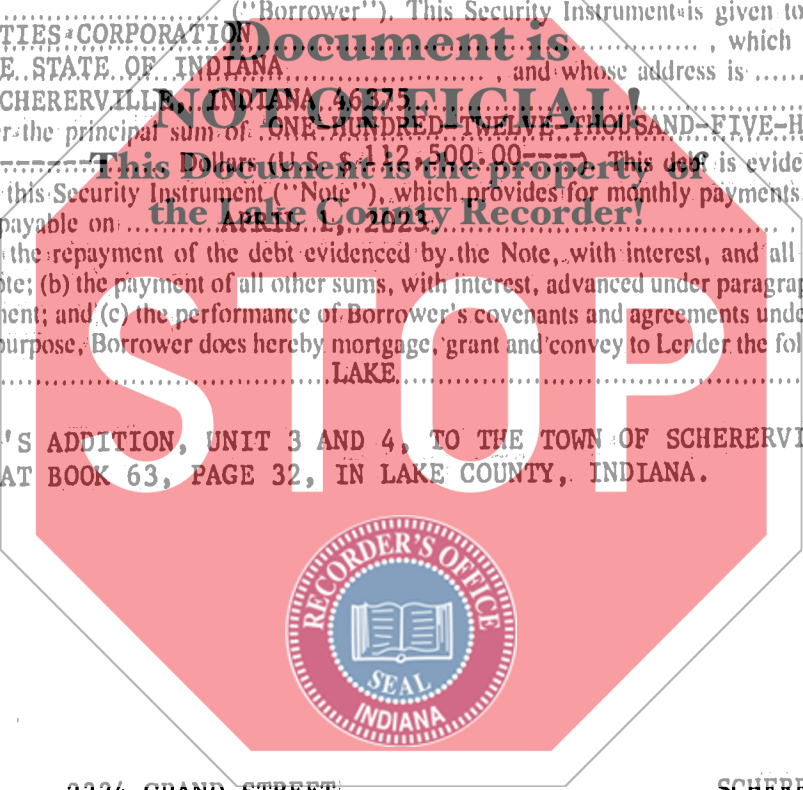 (''Borrower''). This Security Instrument is given to
TIES CORPORATION , which
Document is
E STATE OF INDIANA , and whose address is
SCHERERVILLE, INDIANA 46375
NOT OFFICIAL!
the principal sum of ONE HUNDRED-TWELVE-THOUSAND-FIVE-H
Dollars (U.S. $ 112,500.00----). This debt is evide
This Document is the property of
this Security Instrument (''Note''), which provides for monthly payments,
the Lake County Recorder!
payable on APRIL 1, 2023
the repayment of the debt evidenced by the Note, with interest, and all
te; (b) the payment of all other sums, with interest, advanced under paragrap
ent; and (c) the performance of Borrower's covenants and agreements unde
purpose, Borrower does hereby mortgage, grant and convey to Lender the fol
LAKE
STOP
'S ADDITION, UNIT 3 AND 4, TO THE TOWN OF SCHERERVI
AT BOOK 63, PAGE 32, IN LAKE COUNTY, INDIANA.
RECORDER'S OFFICE
SEAL
INDIANA
GRAND STREET